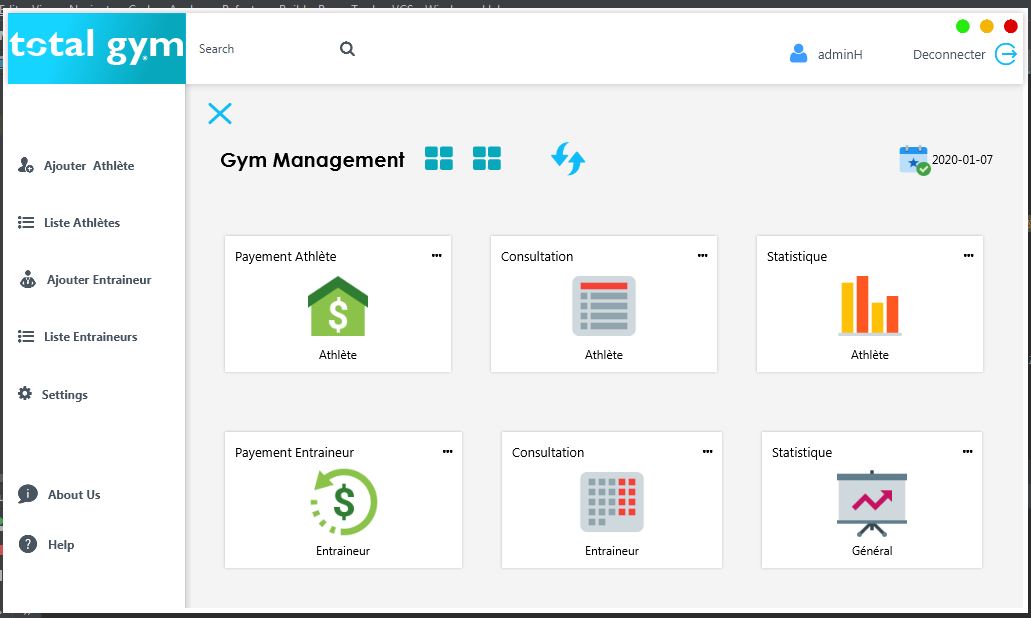 total gym
Search
adminH
Deconnecter
Gym Management
2020-01-07
Ajouter Athlète
Liste Athlètes
Ajouter Entraineur
Liste Entraineurs
Settings
About Us
Help
Payement Athlète
Athlète
Consultation
Athlète
Statistique
Athlète
Payement Entraineur
Entraineur
Consultation
Entraineur
Statistique
Général